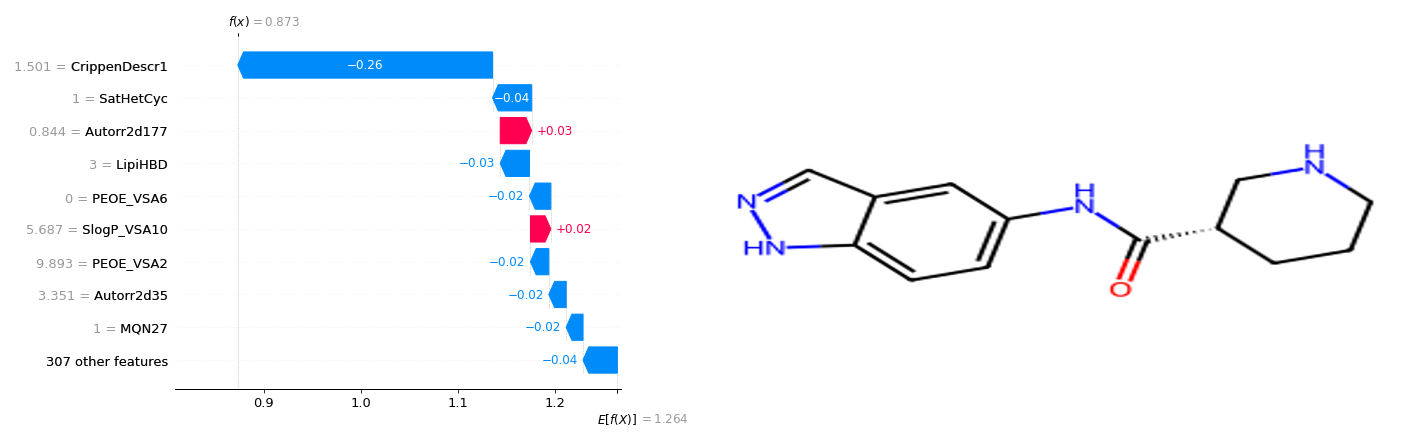 f(x) = 0.873
1.501 = CrippenDescr1 −0.26
1 = SatHetCyc −0.04
0.844 = Autorr2d177 +0.03
3 = LipiHBD −0.03
0 = PEOE_VSA6 −0.02
5.687 = SlogP_VSA10 +0.02
9.893 = PEOE_VSA2 −0.02
3.351 = Autorr2d35 −0.02
1 = MQN27 −0.02
307 other features −0.04
0.9 1.0 1.1 1.2
E[f(X)] = 1.264
H
N
H
N
N
HN
O